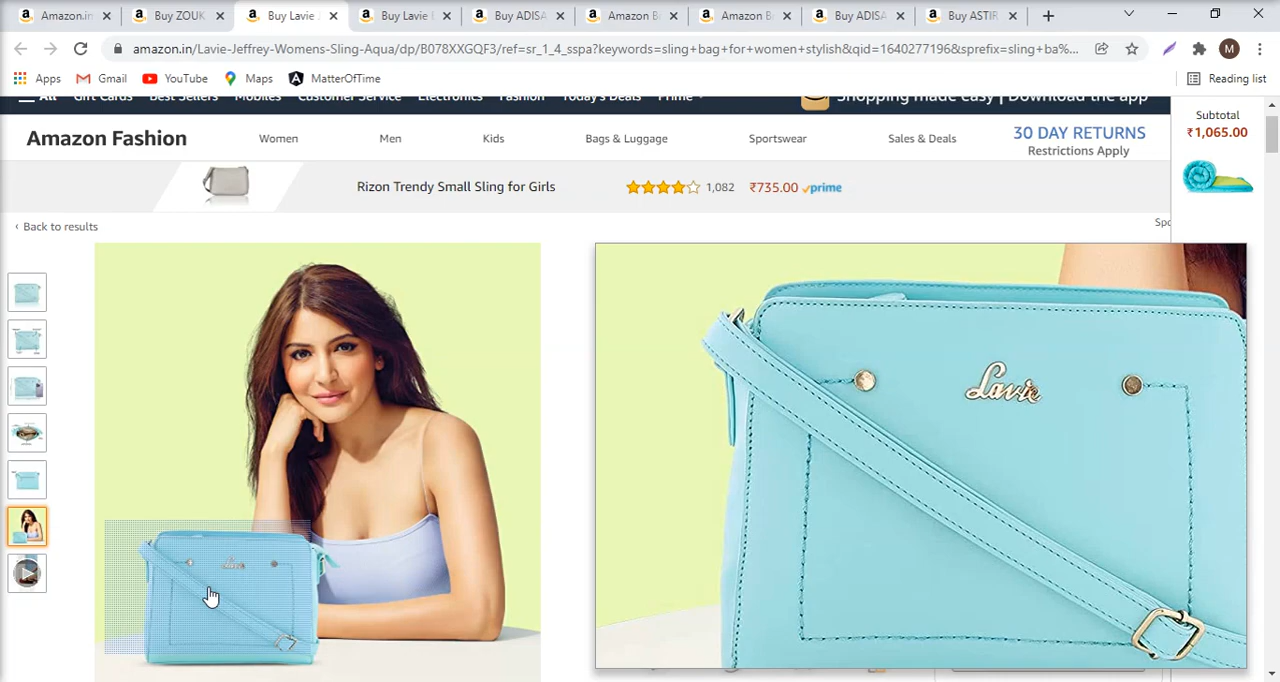 Amazon.in
Buy ZOUK
Buy Lavie
Buy Lavie
Buy ADISA
Amazon B
Amazon B
Buy ADISA
Buy ASTIR
amazon.in/Lavie-Jeffrey-Womens-Sling-Aqua/dp/B078XXGQF3/ref=sr_1_4_sspa?keywords=sling+bag+for+women+stylish&qid=1640277196&sprefix=sling+ba%...
M
Apps
Gmail
YouTube
Maps
MatterOfTime
Reading list
All Gift Cards Best Sellers Mobiles Customer Service Electronics Fashion Today's Deals Prime
Shopping made easy | Download the app
Subtotal
₹1,065.00
Amazon Fashion
Women
Men
Kids
Bags & Luggage
Sportswear
Sales & Deals
30 DAY RETURNS
Restrictions Apply
Rizon Trendy Small Sling for Girls
1,082
₹735.00
prime
‹ Back to results
Spo
Lavie
Lavie